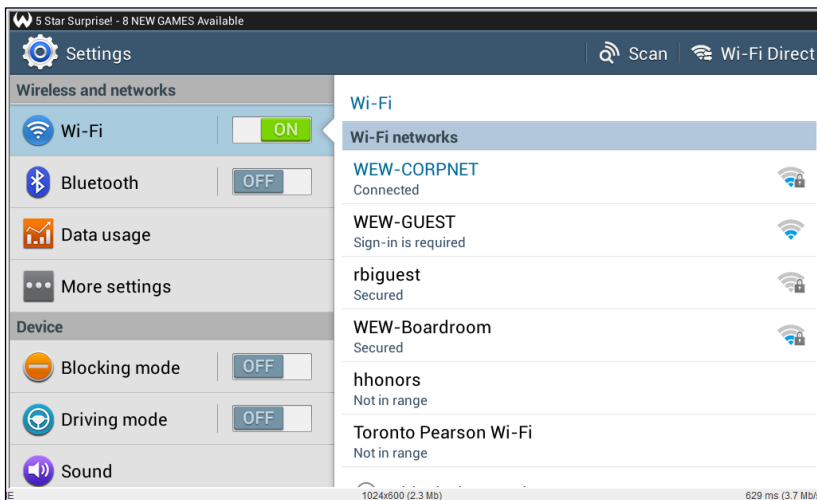 5 Star Surprise! - 8 NEW GAMES Available
Settings
Scan
Wi-Fi Direct
Wireless and networks
Wi-Fi
ON
Bluetooth
OFF
Data usage
More settings
Device
Blocking mode
OFF
Driving mode
OFF
Sound
Wi-Fi
Wi-Fi networks
WEW-CORPNET
Connected
WEW-GUEST
Sign-in is required
rbiguest
Secured
WEW-Boardroom
Secured
hhonors
Not in range
Toronto Pearson Wi-Fi
Not in range
E
1024x600 (2.3 Mb)
629 ms (3.7 Mb/s